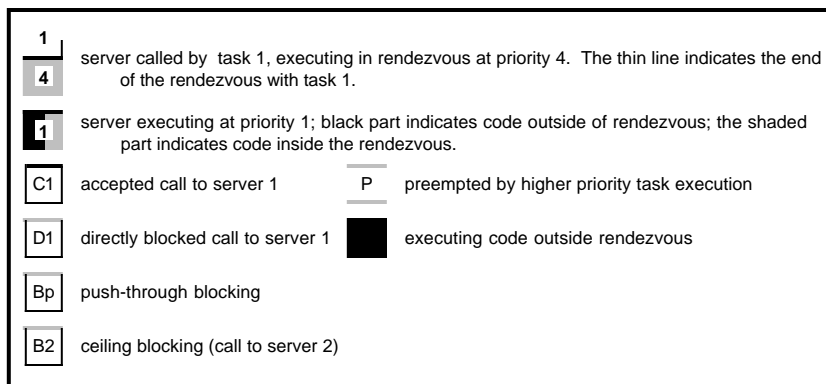 1
server called by task 1, executing in rendezvous at priority 4. The thin line indicates the end
4
of the rendezvous with task 1.
server executing at priority 1; black part indicates code outside of rendezvous; the shaded
1
part indicates code inside the rendezvous.
C1 accepted call to server 1 P preempted by higher priority task execution
D1 directly blocked call to server 1 executing code outside rendezvous
Bp push-through blocking
B2 ceiling blocking (call to server 2)